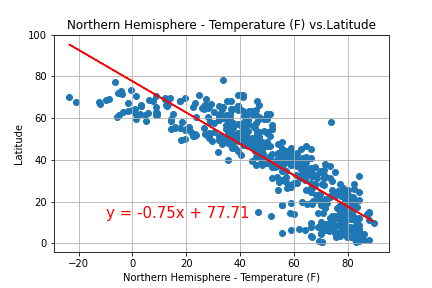 Northern Hemisphere - Temperature (F) vs.Latitude
100
80
60
40
20
0
Latitude
y = -0.75x + 77.71
−20 0 20 40 60 80
Northern Hemisphere - Temperature (F)